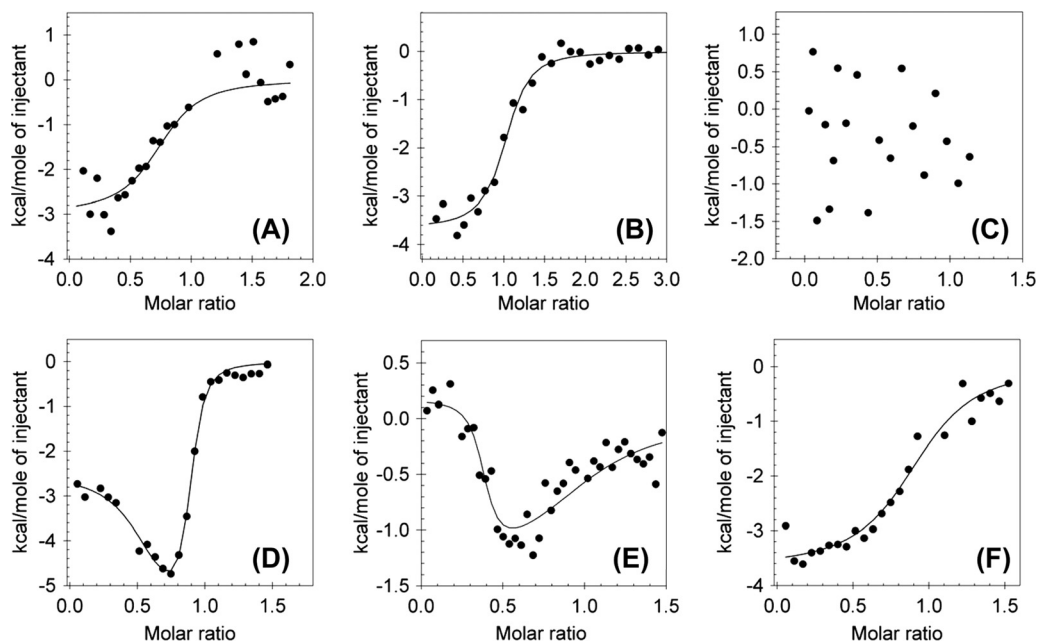 1
0
-1
-2
-3
-4
0.0 0.5 1.0 1.5 2.0
kcal/mole of injectant
Molar ratio
(A)
0
-1
-2
-3
-4
0.0 0.5 1.0 1.5 2.0 2.5 3.0
kcal/mole of injectant
Molar ratio
(B)
1.0
0.5
0.0
-0.5
-1.0
-1.5
-2.0
0.0 0.5 1.0 1.5
kcal/mole of injectant
Molar ratio
(C)
0
-1
-2
-3
-4
-5
0.0 0.5 1.0 1.5
kcal/mole of injectant
Molar ratio
(D)
0.5
0.0
-0.5
-1.0
-1.5
0.0 0.5 1.0 1.5
kcal/mole of injectant
Molar ratio
(E)
0
-1
-2
-3
-4
0.0 0.5 1.0 1.5
kcal/mole of injectant
Molar ratio
(F)